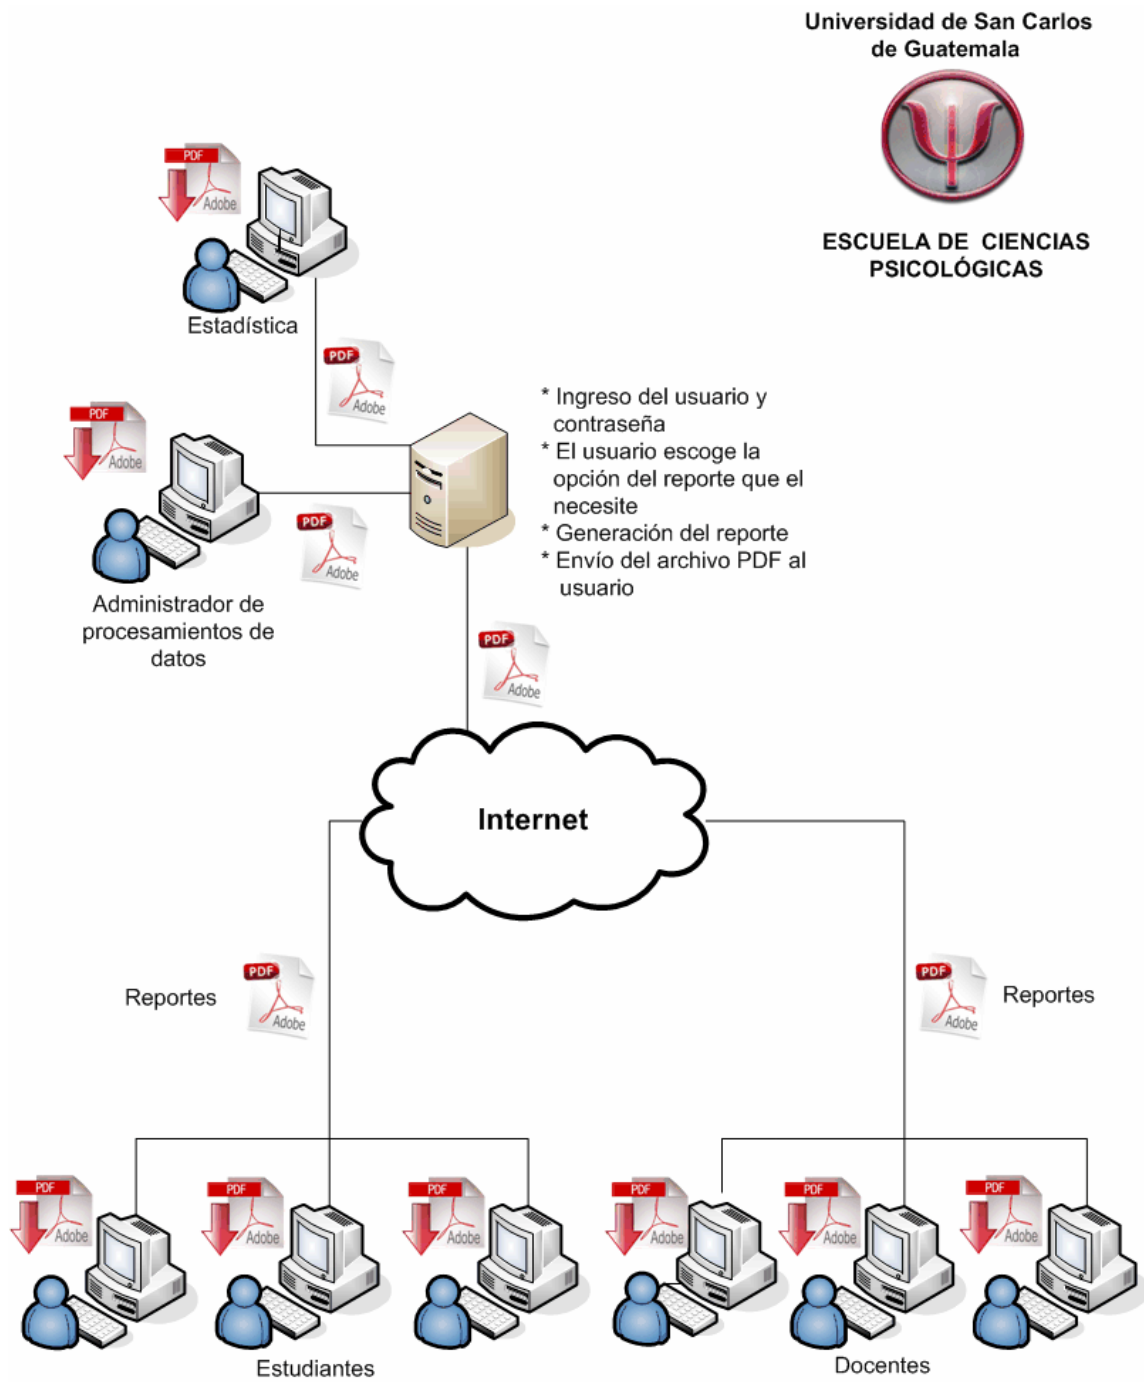 Universidad de San Carlos
de Guatemala
ESCUELA DE CIENCIAS
PSICOLÓGICAS
PDF
Adobe
Estadística
PDF
Adobe
* Ingreso del usuario y
contraseña
* El usuario escoge la
opción del reporte que el
necesite
* Generación del reporte
* Envío del archivo PDF al
usuario
PDF
Adobe
PDF
Adobe
Administrador de
procesamientos de
datos
PDF
Adobe
Internet
Reportes
PDF
Adobe
PDF
Adobe
Reportes
PDF
Adobe
PDF
Adobe
PDF
Adobe
Estudiantes
PDF
Adobe
PDF
Adobe
PDF
Adobe
Docentes